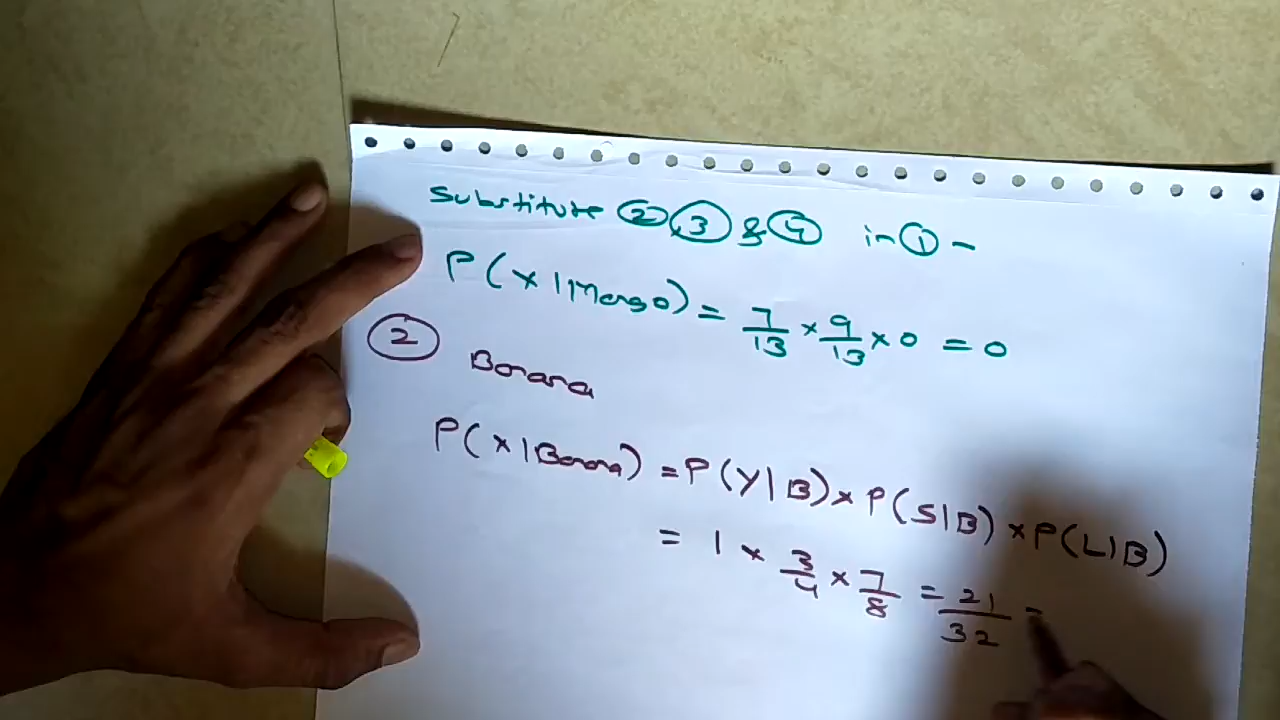 Substitute ② ③ & ④ in ① -
P(X|Mango) = 7/13 × 9/13 × 0 = 0
② Banana
P(X|Banana) = P(Y|B) × P(S|B) × P(L|B)
= 1 × 3/4 × 7/8 = 21/32 =